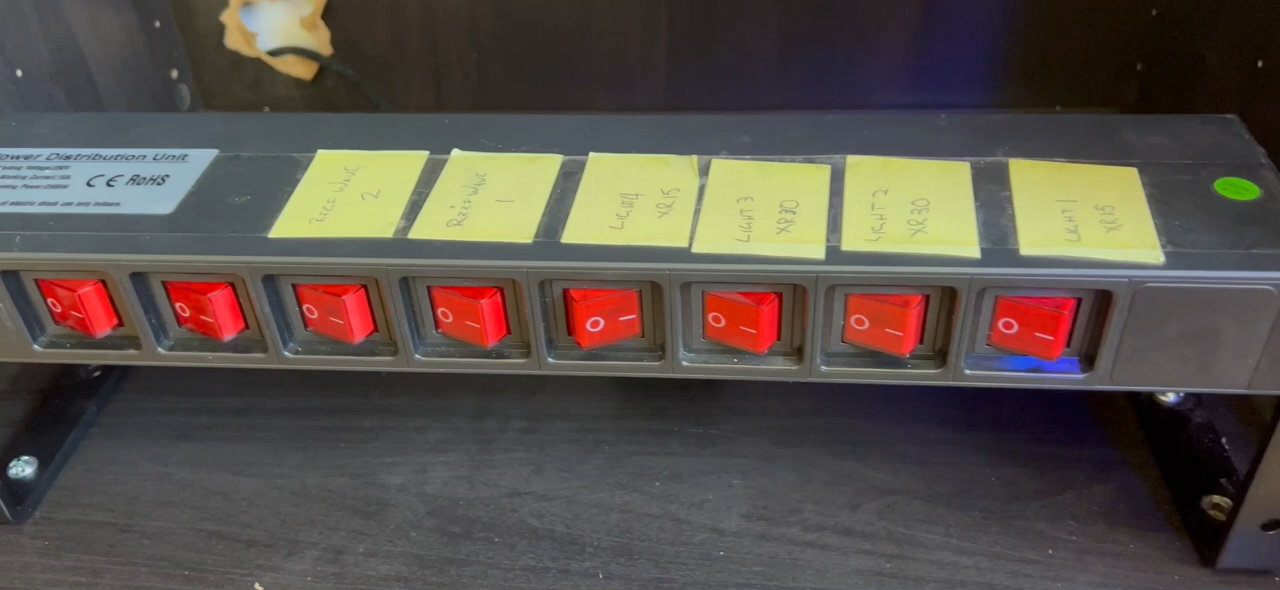 ower Distribution Unit
CE RoHS
REEF WAVE
2
REEF WAVE
1
LIGHT 4
XR15
LIGHT 3
XR30
LIGHT 2
XR30
LIGHT 1
XR15